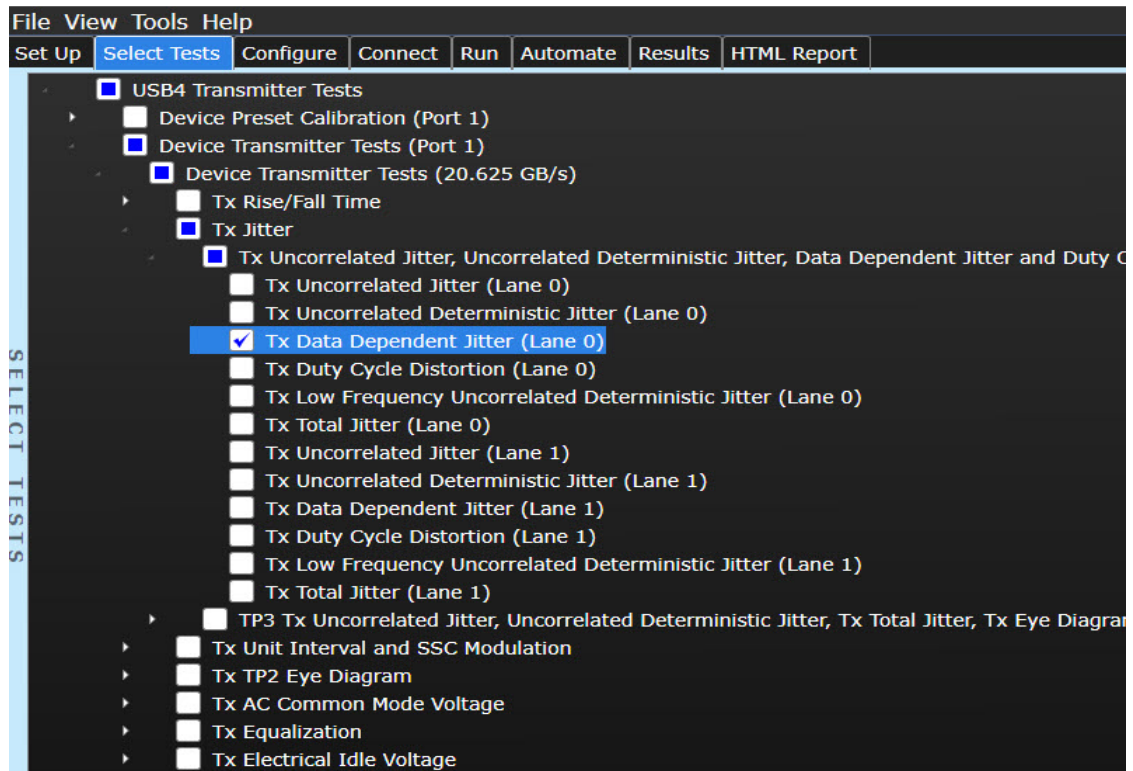 File View Tools Help
Set Up Select Tests Configure Connect Run Automate Results HTML Report
USB4 Transmitter Tests
Device Preset Calibration (Port 1)
Device Transmitter Tests (Port 1)
Device Transmitter Tests (20.625 GB/s)
Tx Rise/Fall Time
Tx Jitter
Tx Uncorrelated Jitter, Uncorrelated Deterministic Jitter, Data Dependent Jitter and Duty
Tx Uncorrelated Jitter (Lane 0)
Tx Uncorrelated Deterministic Jitter (Lane 0)
Tx Data Dependent Jitter (Lane 0)
Tx Duty Cycle Distortion (Lane 0)
Tx Low Frequency Uncorrelated Deterministic Jitter (Lane 0)
Tx Total Jitter (Lane 0)
Tx Uncorrelated Jitter (Lane 1)
Tx Uncorrelated Deterministic Jitter (Lane 1)
Tx Data Dependent Jitter (Lane 1)
Tx Duty Cycle Distortion (Lane 1)
Tx Low Frequency Uncorrelated Deterministic Jitter (Lane 1)
Tx Total Jitter (Lane 1)
TP3 Tx Uncorrelated Jitter, Uncorrelated Deterministic Jitter, Tx Total Jitter, Tx Eye
Tx Unit Interval and SSC Modulation
Tx TP2 Eye Diagram
Tx AC Common Mode Voltage
Tx Equalization
Tx Electrical Idle Voltage
SELECT TESTS